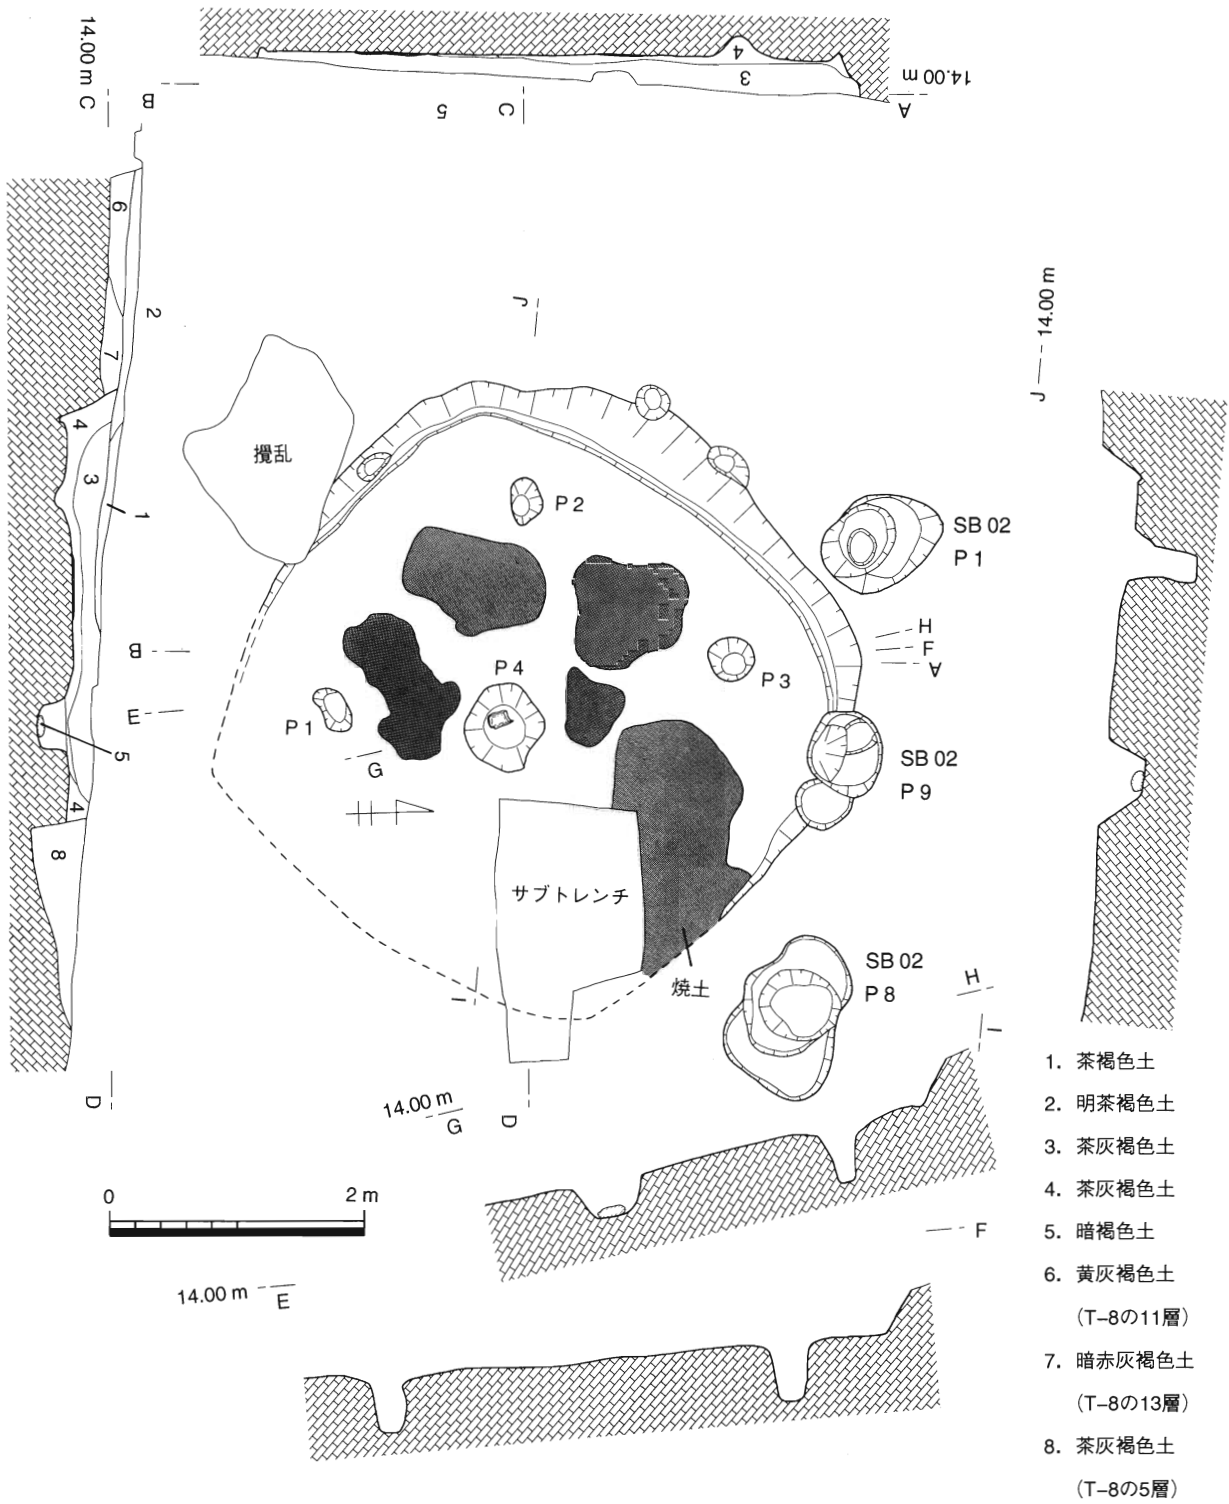 14.00 m C
B
5
C
14.00 m
A
4
3
6
2
7
4
3
1
B
E
5
4
8
D
J
J
14.00 m
攪乱
P 2
SB 02
P 1
H
F
A
P 4
P 3
P 1
G
SB 02
P 9
サブトレンチ
焼土
SB 02
P 8
H
I
I
14.00 m
G
D
0 2 m
F
14.00 m
E
1. 茶褐色土
2. 明茶褐色土
3. 茶灰褐色土
4. 茶灰褐色土
5. 暗褐色土
6. 黄灰褐色土
（T–8の11層）
7. 暗赤灰褐色土
（T–8の13層）
8. 茶灰褐色土
（T–8の5層）